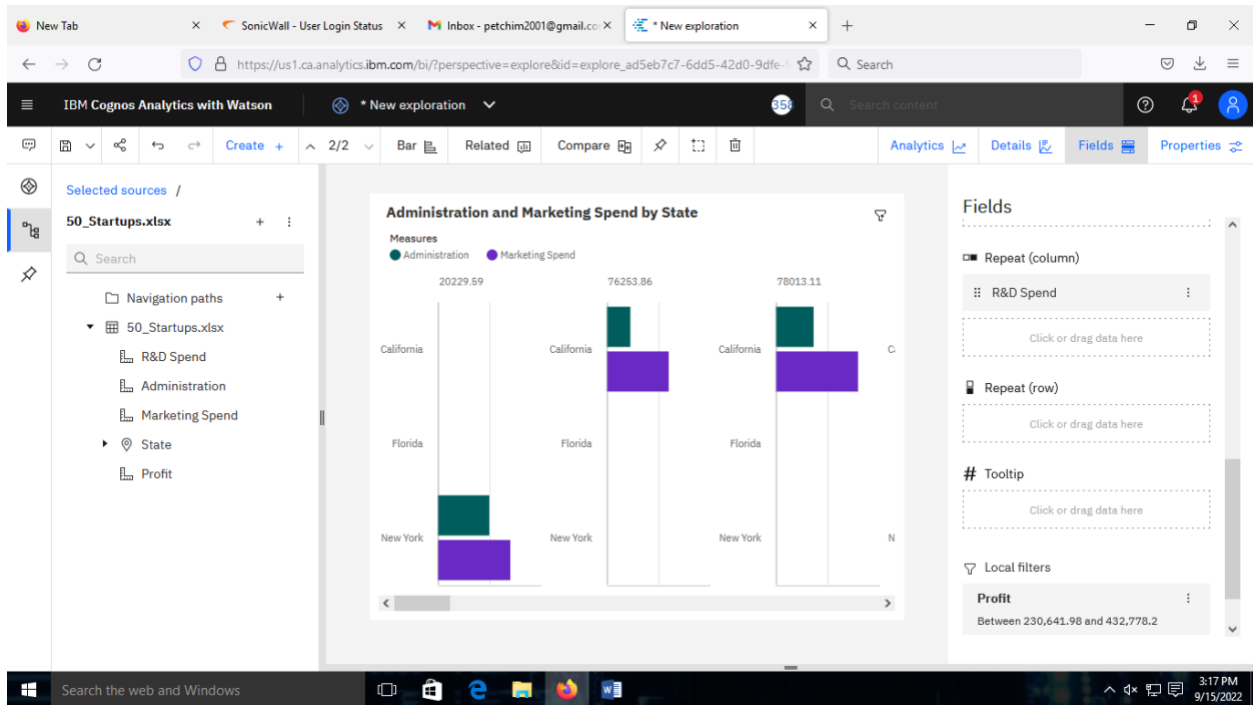 New Tab
SonicWall - User Login Status
Inbox - petchim2001@gmail.co
* New exploration
https://us1.ca.analytics.ibm.com/bi/?perspective=explore&id=explore_ad5eb7c7-6dd5-42d0-9dfe-
Search
IBM Cognos Analytics with Watson
* New exploration
358
Search content
1
Create +
2/2
Bar
Related
Compare
Analytics
Details
Fields
Properties
Selected sources /
50_Startups.xlsx
Search
Navigation paths
50_Startups.xlsx
R&D Spend
Administration
Marketing Spend
State
Profit
Administration and Marketing Spend by State
Measures
Administration
Marketing Spend
20229.59
76253.86
78013.11
California
California
California
C
Florida
Florida
Florida
New York
New York
New York
N
Fields
Repeat (column)
R&D Spend
Click or drag data here
Repeat (row)
Click or drag data here
# Tooltip
Click or drag data here
Local filters
Profit
Between 230,641.98 and 432,778.2
Search the web and Windows
3:17 PM
9/15/2022